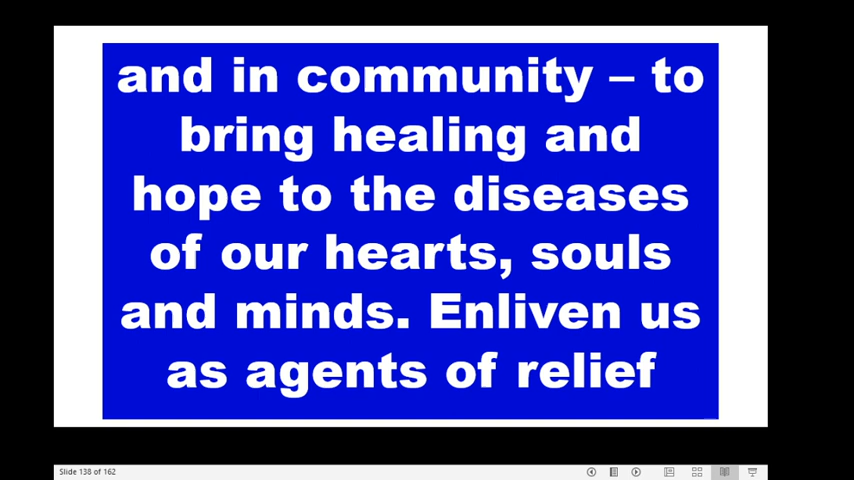 and in community – to
bring healing and
hope to the diseases
of our hearts, souls
and minds. Enliven us
as agents of relief
Slide 138 of 162